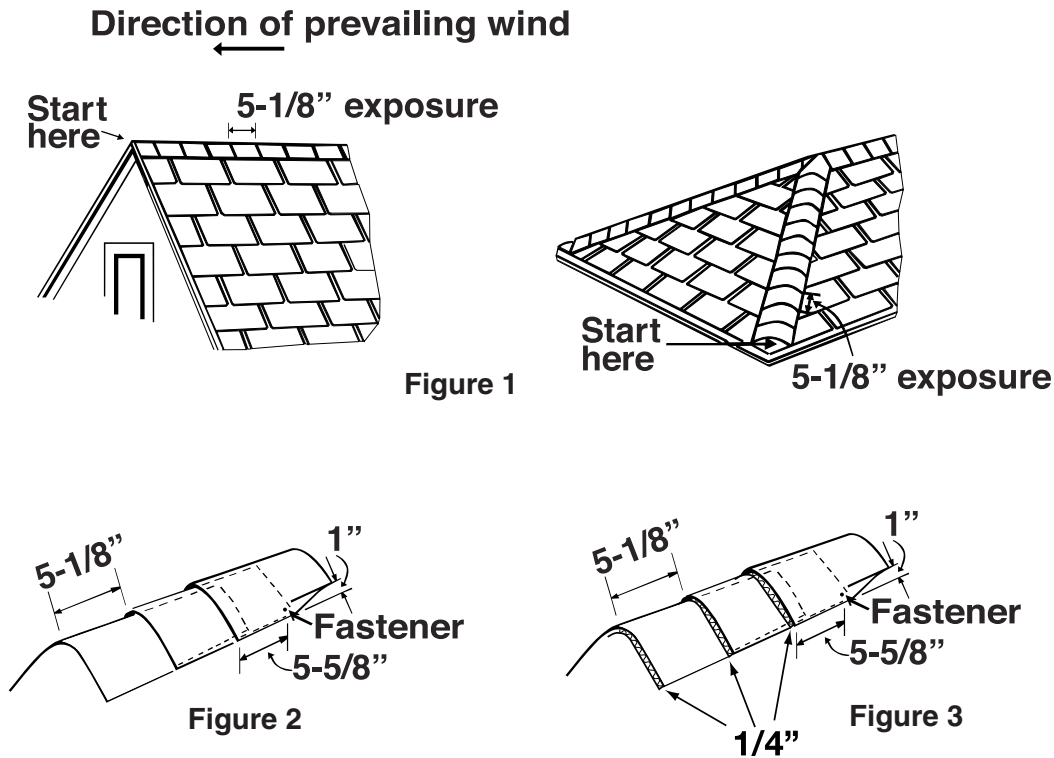 Direction of prevailing wind
Start
here
5-1/8” exposure
Start
here
5-1/8” exposure
Figure 1
5-1/8”
1”
Fastener
5-5/8”
Figure 2
5-1/8”
1”
Fastener
5-5/8”
1/4”
Figure 3